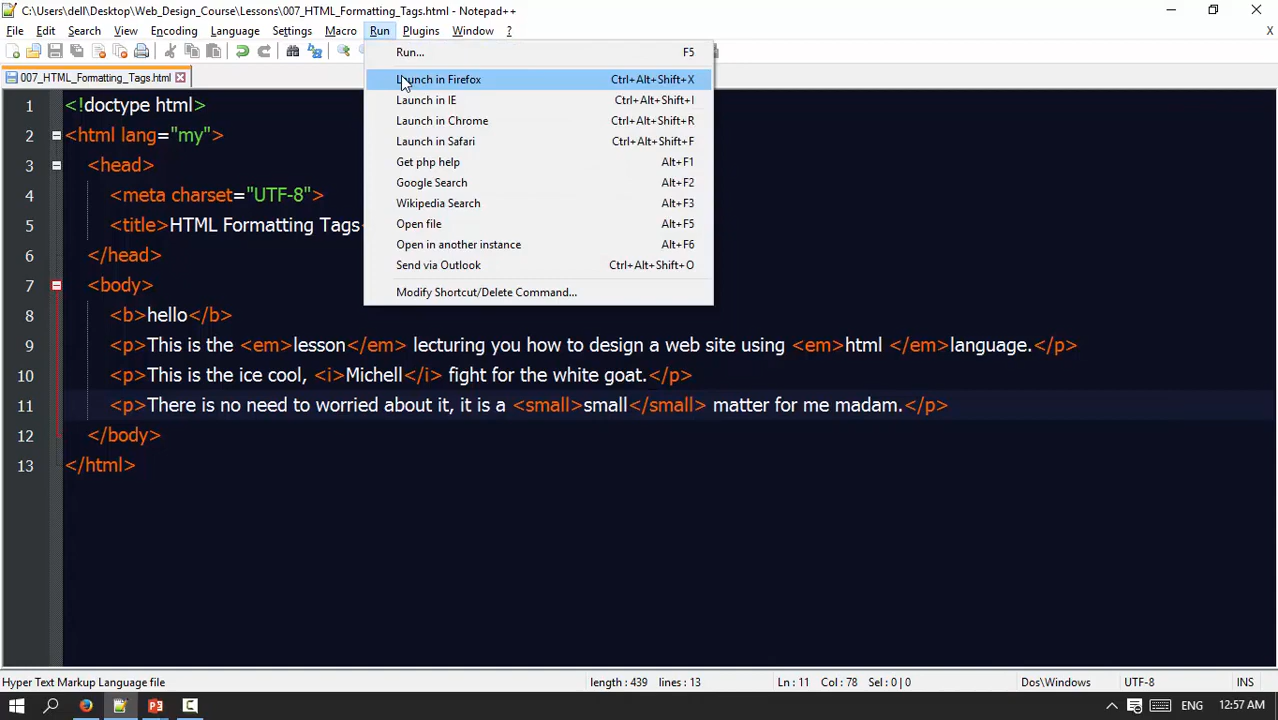 C:\Users\dell\Desktop\Web_Design_Course\Lessons\007_HTML_Formatting_Tags.html - Notepad++
File Edit Search View Encoding Language Settings Macro Run Plugins Window ? X
Run... F5
007_HTML_Formatting_Tags.html
Launch in Firefox Ctrl+Alt+Shift+X
Launch in IE Ctrl+Alt+Shift+I
Launch in Chrome Ctrl+Alt+Shift+R
Launch in Safari Ctrl+Alt+Shift+F
Get php help Alt+F1
Google Search Alt+F2
Wikipedia Search Alt+F3
Open file Alt+F5
Open in another instance Alt+F6
Send via Outlook Ctrl+Alt+Shift+O
Modify Shortcut/Delete Command...
1 <!doctype html>
2 <html lang="my">
3 <head>
4 <meta charset="UTF-8">
5 <title>HTML Formatting Tags
6 </head>
7 <body>
8 <b>hello</b>
9 <p>This is the <em>lesson</em> lecturing you how to design a web site using <em>html </em>language.</p>
10 <p>This is the ice cool, <i>Michell</i> fight for the white goat.</p>
11 <p>There is no need to worried about it, it is a <small>small</small> matter for me madam.</p>
12 </body>
13 </html>
Hyper Text Markup Language file length : 439 lines : 13 Ln : 11 Col : 78 Sel : 0 | 0 Dos\Windows UTF-8 INS
ENG 12:57 AM